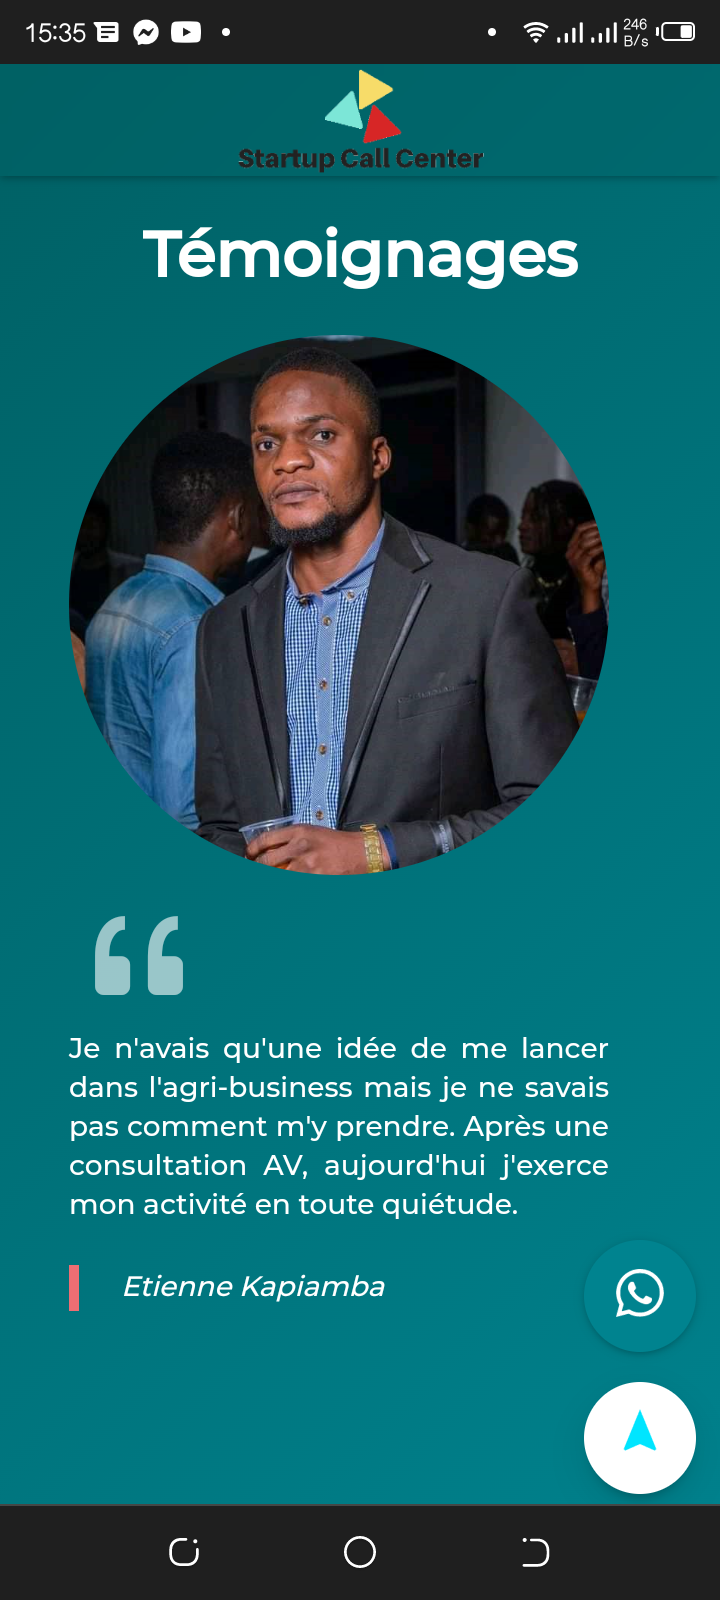 15:35
246
B/s
Startup Call Center
Témoignages
Je n'avais qu'une idée de me lancer
dans l'agri-business mais je ne savais
pas comment m'y prendre. Après une
consultation AV, aujourd'hui j'exerce
mon activité en toute quiétude.
Etienne Kapiamba